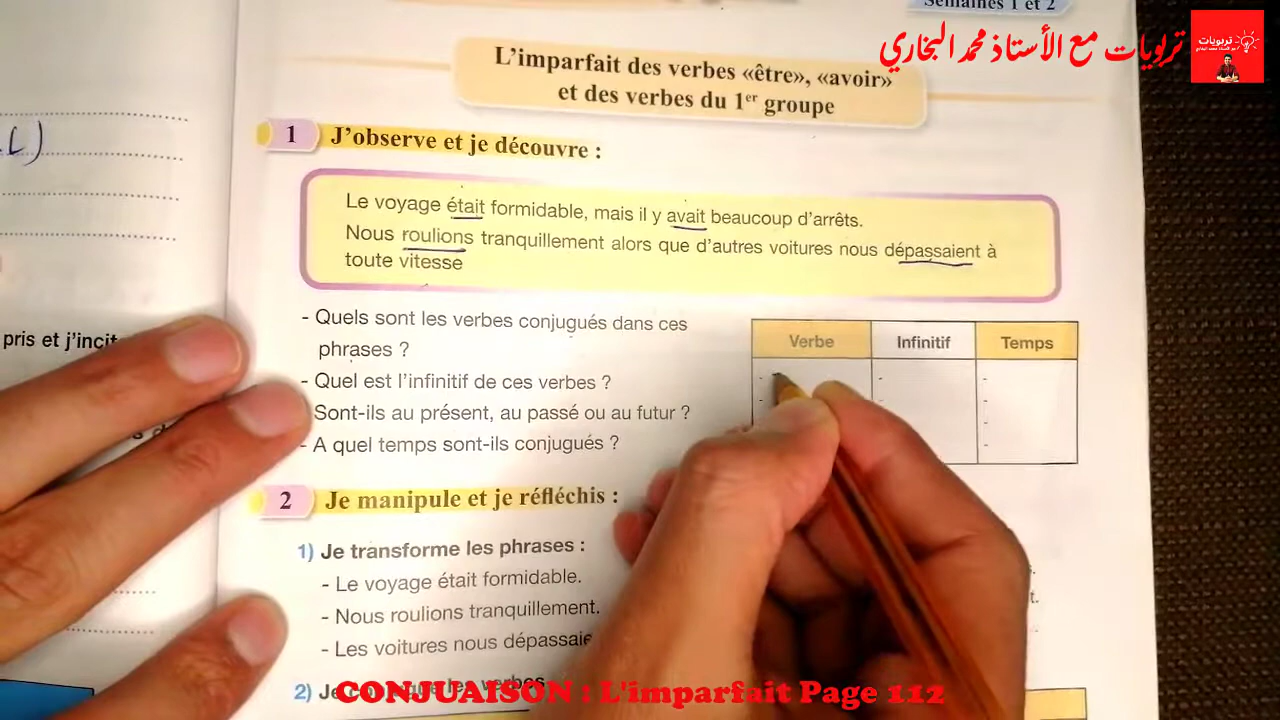 Semaines 1 et 2
تربويات مع الأستاذ محمد البخاري
تربويات
L'imparfait des verbes «être», «avoir»
et des verbes du 1er groupe
1 J'observe et je découvre :
Le voyage était formidable, mais il y avait beaucoup d'arrêts.
Nous roulions tranquillement alors que d'autres voitures nous dépassaient à
toute vitesse
- Quels sont les verbes conjugués dans ces
phrases ?
- Quel est l'infinitif de ces verbes ?
Sont-ils au présent, au passé ou au futur ?
- A quel temps sont-ils conjugués ?
Verbe Infinitif Temps
pris et j'incit
2 Je manipule et je réfléchis :
1) Je transforme les phrases :
- Le voyage était formidable.
- Nous roulions tranquillement.
- Les voitures nous dépassaie
2) Je
CONJUAISON : L'imparfait Page 112